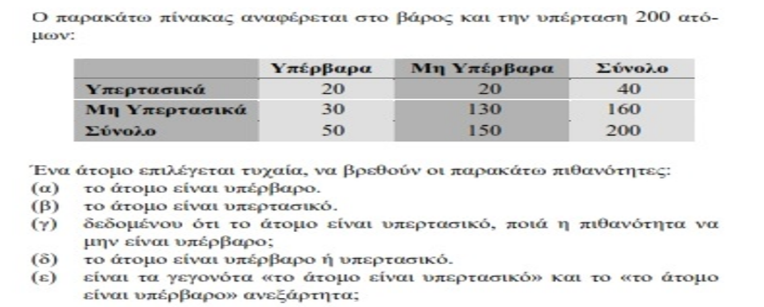 Ο παρακάτω πίνακας αναφέρεται στο βάρος και την υπέρταση 200 ατό-
μων:
Υπέρβαρα Μη Υπέρβαρα Σύνολο
Υπερτασικά 20 20 40
Μη Υπερτασικά 30 130 160
Σύνολο 50 150 200
Ένα άτομο επιλέγεται τυχαία, να βρεθούν οι παρακάτω πιθανότητες:
(α) το άτομο είναι υπέρβαρο.
(β) το άτομο είναι υπερτασικό.
(γ) δεδομένου ότι το άτομο είναι υπερτασικό, ποιά η πιθανότητα να
μην είναι υπέρβαρο;
(δ) το άτομο είναι υπέρβαρο ή υπερτασικό.
(ε) είναι τα γεγονότα «το άτομο είναι υπερτασικό» και το «το άτομο
είναι υπέρβαρο» ανεξάρτητα;